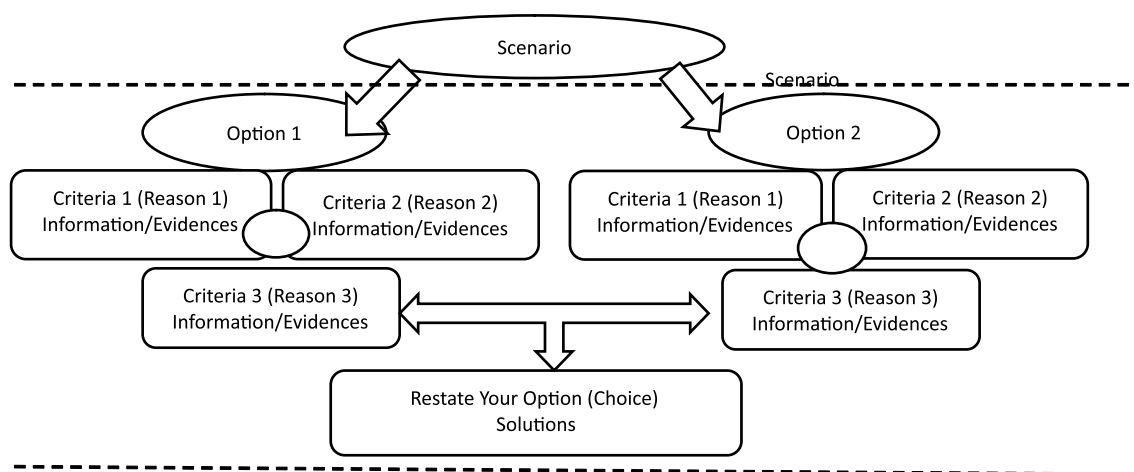 Scenario
Scenario
Option 1
Option 2
Criteria 1 (Reason 1)
Information/Evidences
Criteria 2 (Reason 2)
Information/Evidences
Criteria 1 (Reason 1)
Information/Evidences
Criteria 2 (Reason 2)
Information/Evidences
Criteria 3 (Reason 3)
Information/Evidences
Criteria 3 (Reason 3)
Information/Evidences
Restate Your Option (Choice)
Solutions